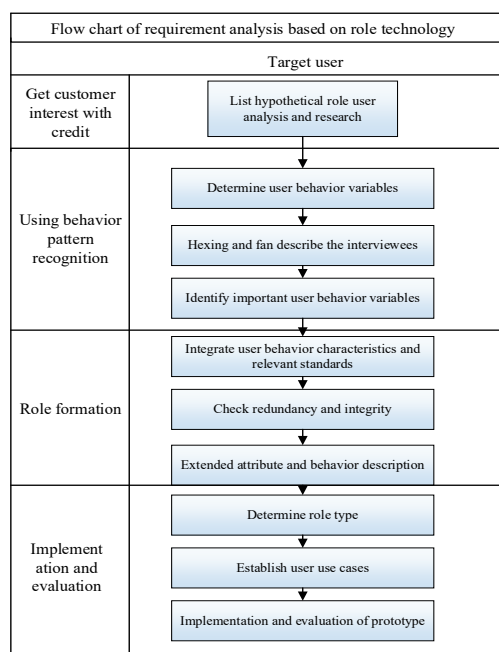 Flow chart of requirement analysis based on role technology
Target user
Get customer
interest with
credit
List hypothetical role user
analysis and research
Using behavior
pattern
recognition
Determine user behavior variables
Hexing and fan describe the interviewees
Identify important user behavior variables
Role formation
Integrate user behavior characteristics and
relevant standards
Check redundancy and integrity
Extended attribute and behavior description
Implement
ation and
evaluation
Determine role type
Establish user use cases
Implementation and evaluation of prototype